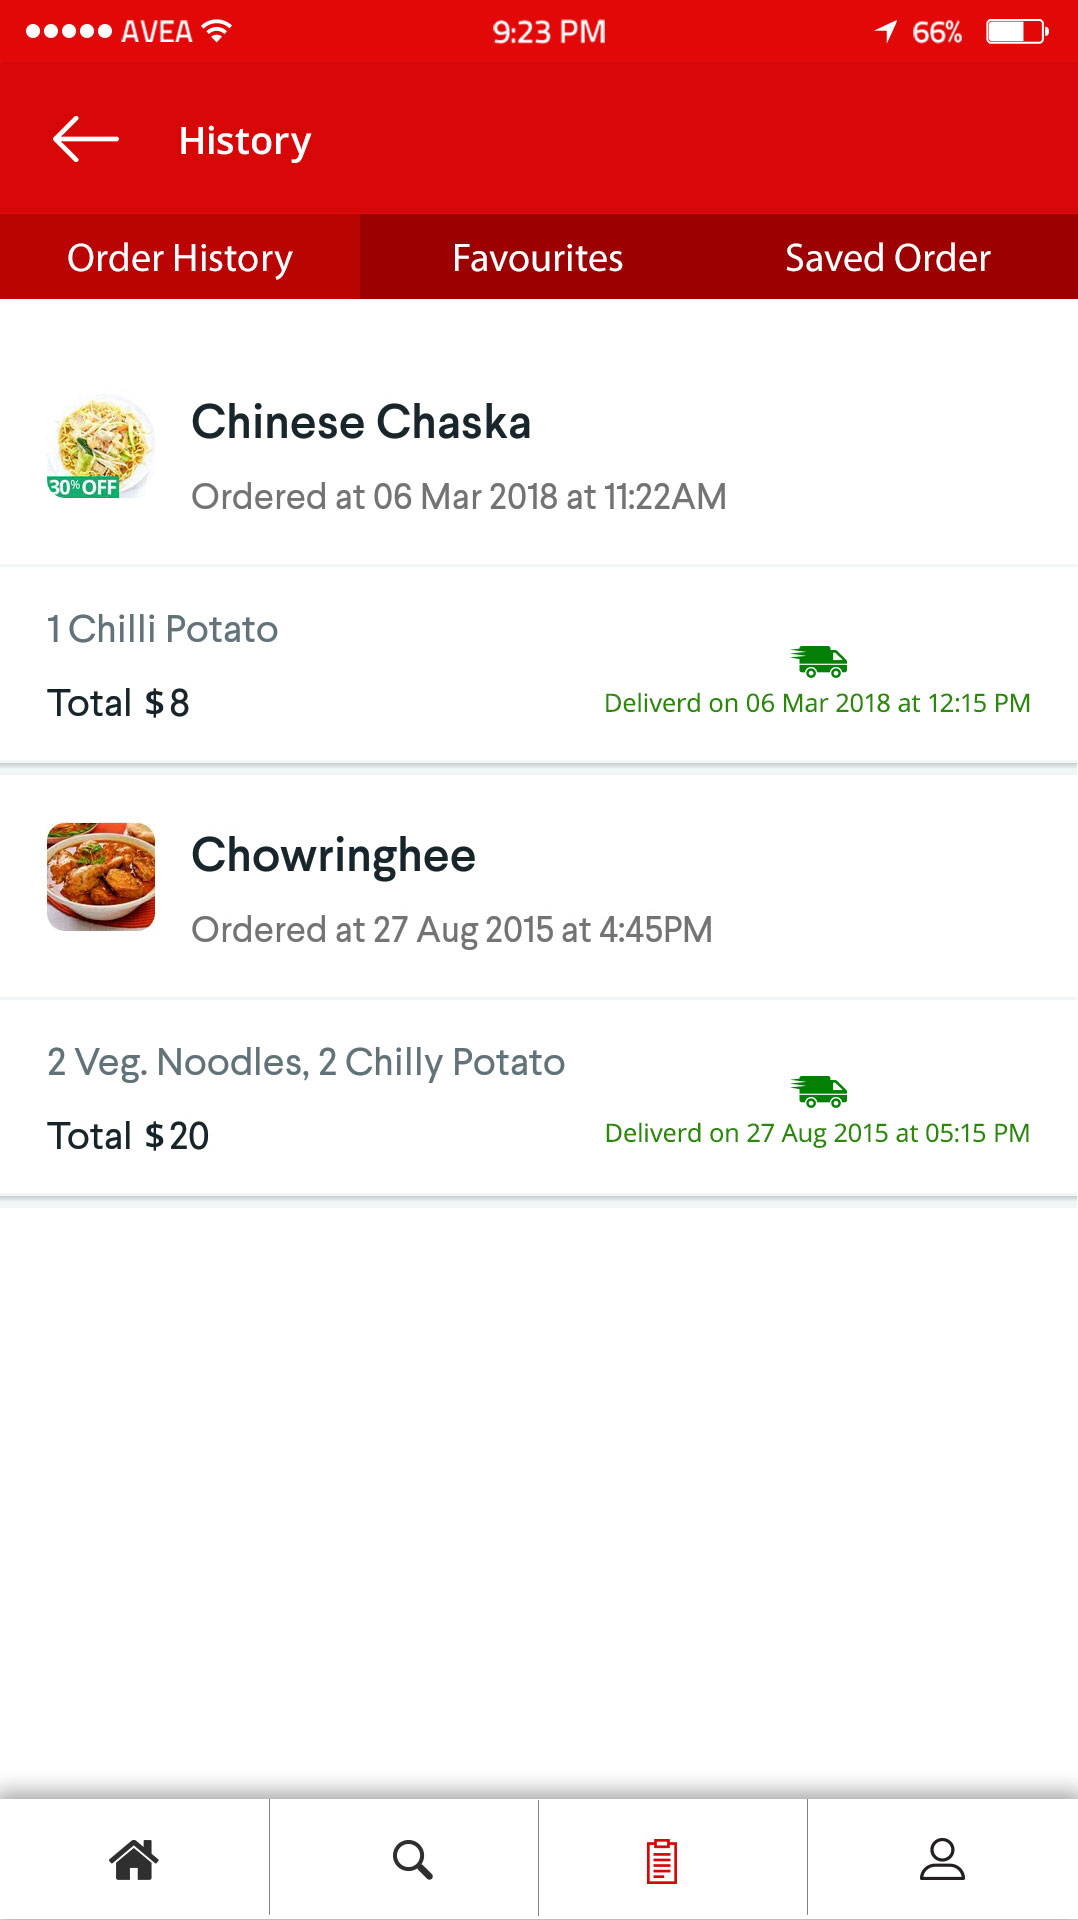 AVEA 9:23 PM 66%
History
Order History Favourites Saved Order
Chinese Chaska
30% OFF
Ordered at 06 Mar 2018 at 11:22AM
1 Chilli Potato
Total $8
Deliverd on 06 Mar 2018 at 12:15 PM
Chowringhee
Ordered at 27 Aug 2015 at 4:45PM
2 Veg. Noodles, 2 Chilly Potato
Total $20
Deliverd on 27 Aug 2015 at 05:15 PM